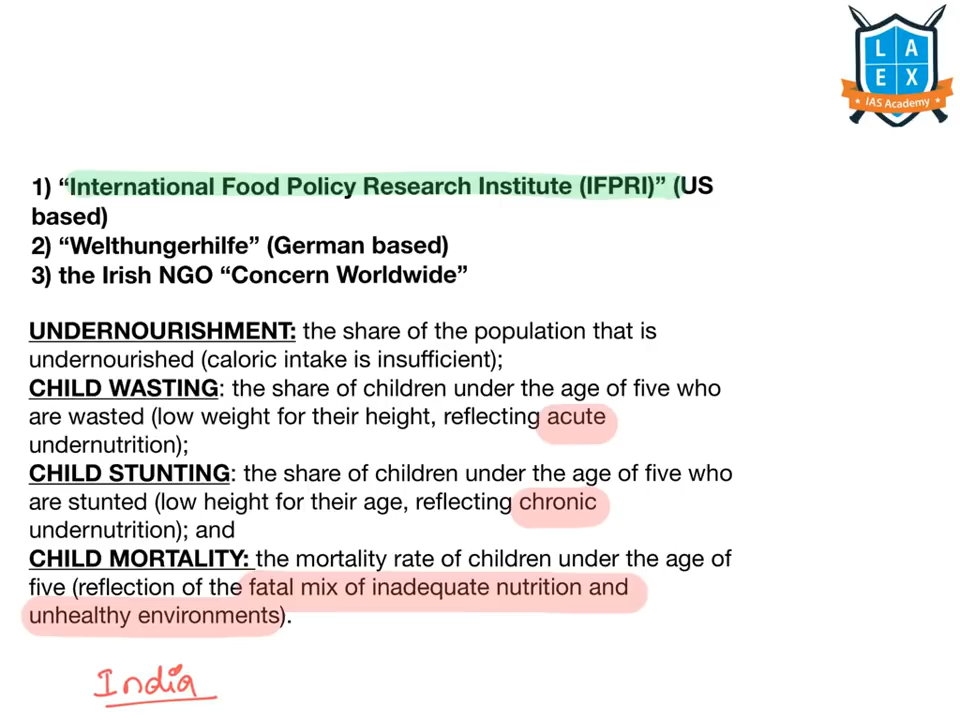 L A
E X
IAS Academy
1) “International Food Policy Research Institute (IFPRI)” (US
based)
2) “Welthungerhilfe” (German based)
3) the Irish NGO “Concern Worldwide”
UNDERNOURISHMENT: the share of the population that is
undernourished (caloric intake is insufficient);
CHILD WASTING: the share of children under the age of five who
are wasted (low weight for their height, reflecting acute
undernutrition);
CHILD STUNTING: the share of children under the age of five who
are stunted (low height for their age, reflecting chronic
undernutrition); and
CHILD MORTALITY: the mortality rate of children under the age of
five (reflection of the fatal mix of inadequate nutrition and
unhealthy environments).
India